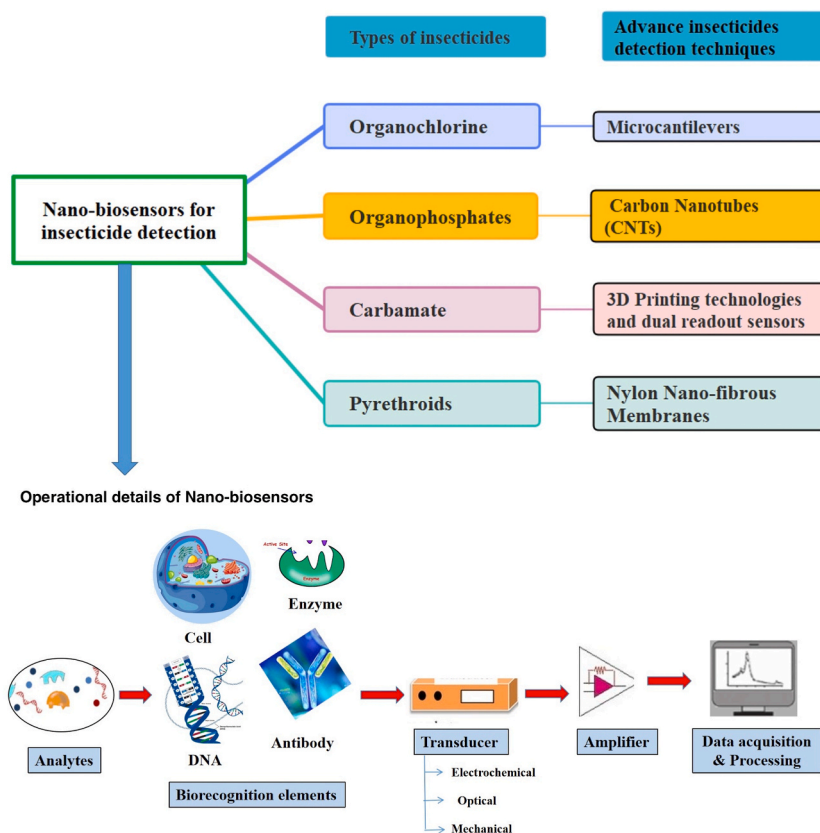 Types of insecticides
Advance insecticides
detection techniques
Organochlorine
Microcantilevers
Nano-biosensors for
insecticide detection
Organophosphates
Carbon Nanotubes
(CNTs)
Carbamate
3D Printing technologies
and dual readout sensors
Pyrethroids
Nylon Nano-fibrous
Membranes
Operational details of Nano-biosensors
Active Site
Enzyme
Enzyme
Cell
DNA
Antibody
Analytes
Biorecognition elements
Transducer
Amplifier
Data acquisition
& Processing
Electrochemical
Optical
Mechanical